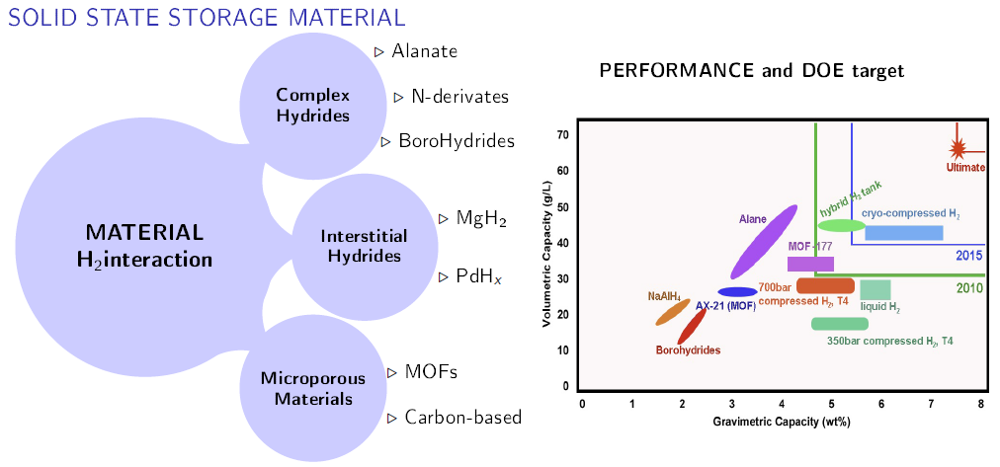 SOLID STATE STORAGE MATERIAL
MATERIAL
H₂interaction
Complex
Hydrides
▷ Alanate
▷ N-derivates
▷ BoroHydrides
Interstitial
Hydrides
▷ MgH₂
▷ PdHₓ
Microporous
Materials
▷ MOFs
▷ Carbon-based
PERFORMANCE and DOE target
Volumetric Capacity (g/L)
70
60
50
40
30
20
10
0
0 1 2 3 4 5 6 7 8
Gravimetric Capacity (wt%)
Ultimate
hybrid H₂ tank
cryo-compressed H₂
Alane
MOF-177
2015
2010
700bar
compressed H₂, T4
NaAlH₄
AX-21 (MOF)
liquid H₂
Borohydrides
350bar compressed H₂, T4